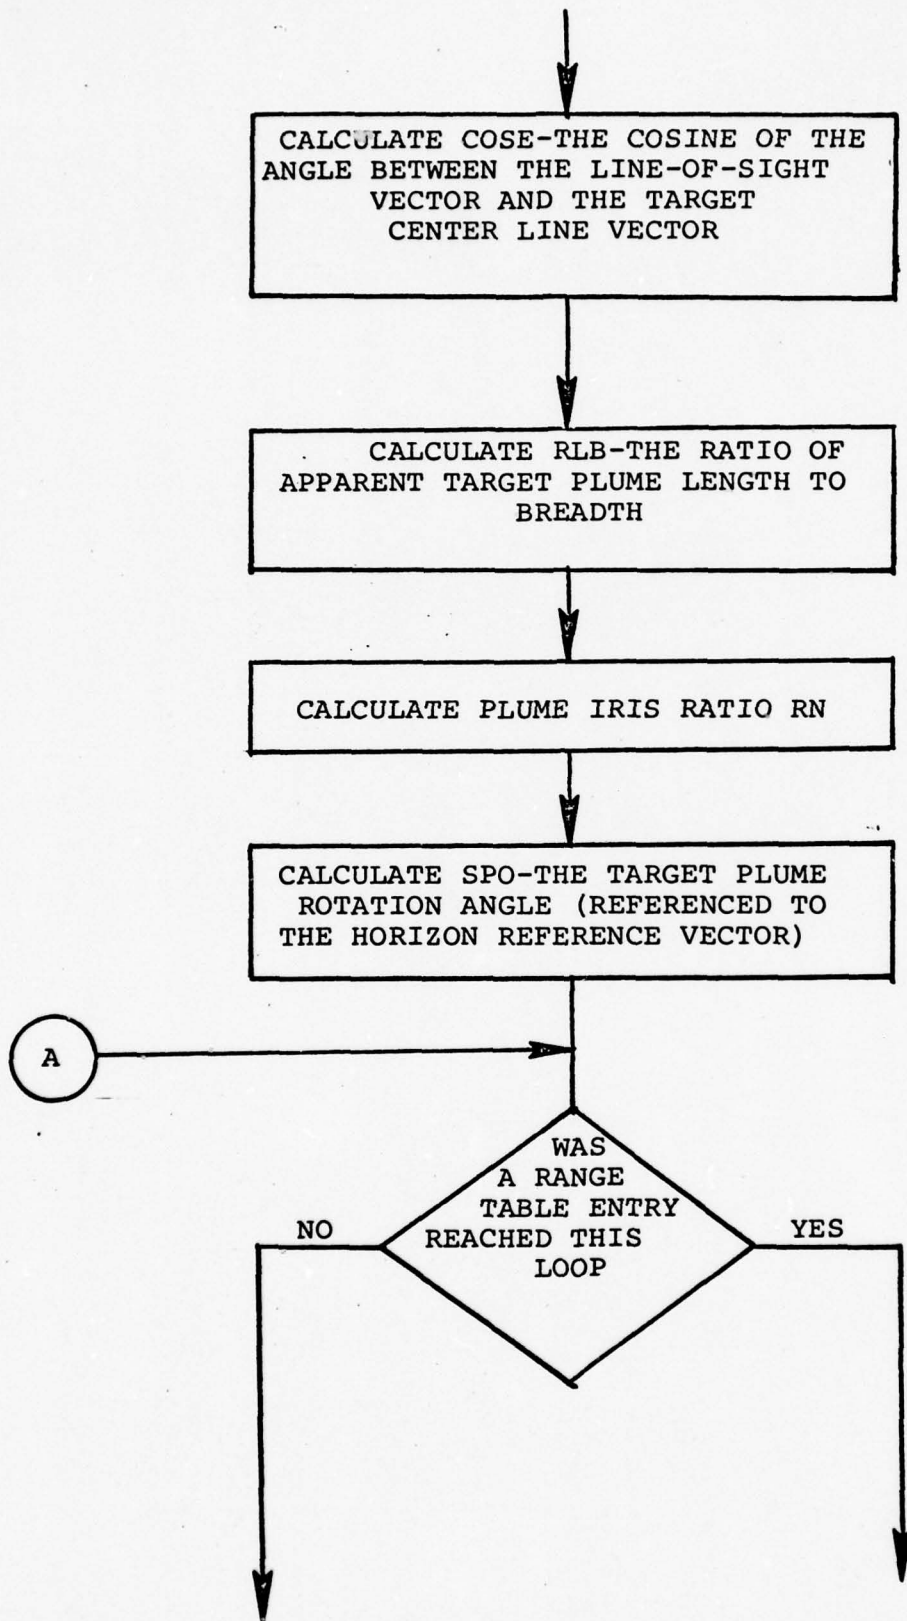 CALCULATE COSE-THE COSINE OF THE
ANGLE BETWEEN THE LINE-OF-SIGHT
VECTOR AND THE TARGET
CENTER LINE VECTOR
CALCULATE RLB-THE RATIO OF
APPARENT TARGET PLUME LENGTH TO
BREADTH
CALCULATE PLUME IRIS RATIO RN
CALCULATE SPO-THE TARGET PLUME
ROTATION ANGLE (REFERENCED TO
THE HORIZON REFERENCE VECTOR)
A
WAS
A RANGE
TABLE ENTRY
REACHED THIS
LOOP
NO
YES